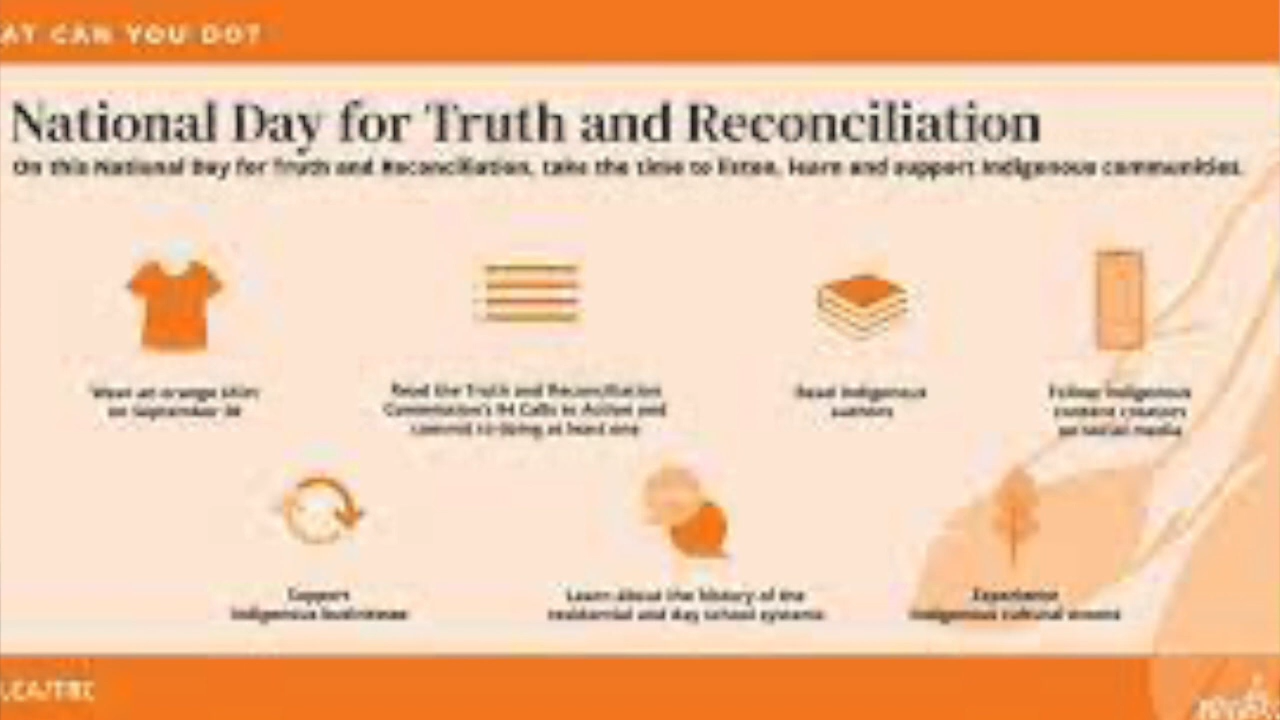 AT CAN YOU DO?
National Day for Truth and Reconciliation
On this National Day for Truth and Reconciliation, take the time to listen, learn and support Indigenous communities.
Wear an orange shirt
on September 30
Read the Truth and Reconciliation
Commission's 94 Calls to Action and
commit to doing at least one
Read Indigenous
authors
Follow Indigenous
content creators
on social media
Support
Indigenous businesses
Learn about the history of the
residential and day school systems
Experience
Indigenous cultural events
.CA/TRC